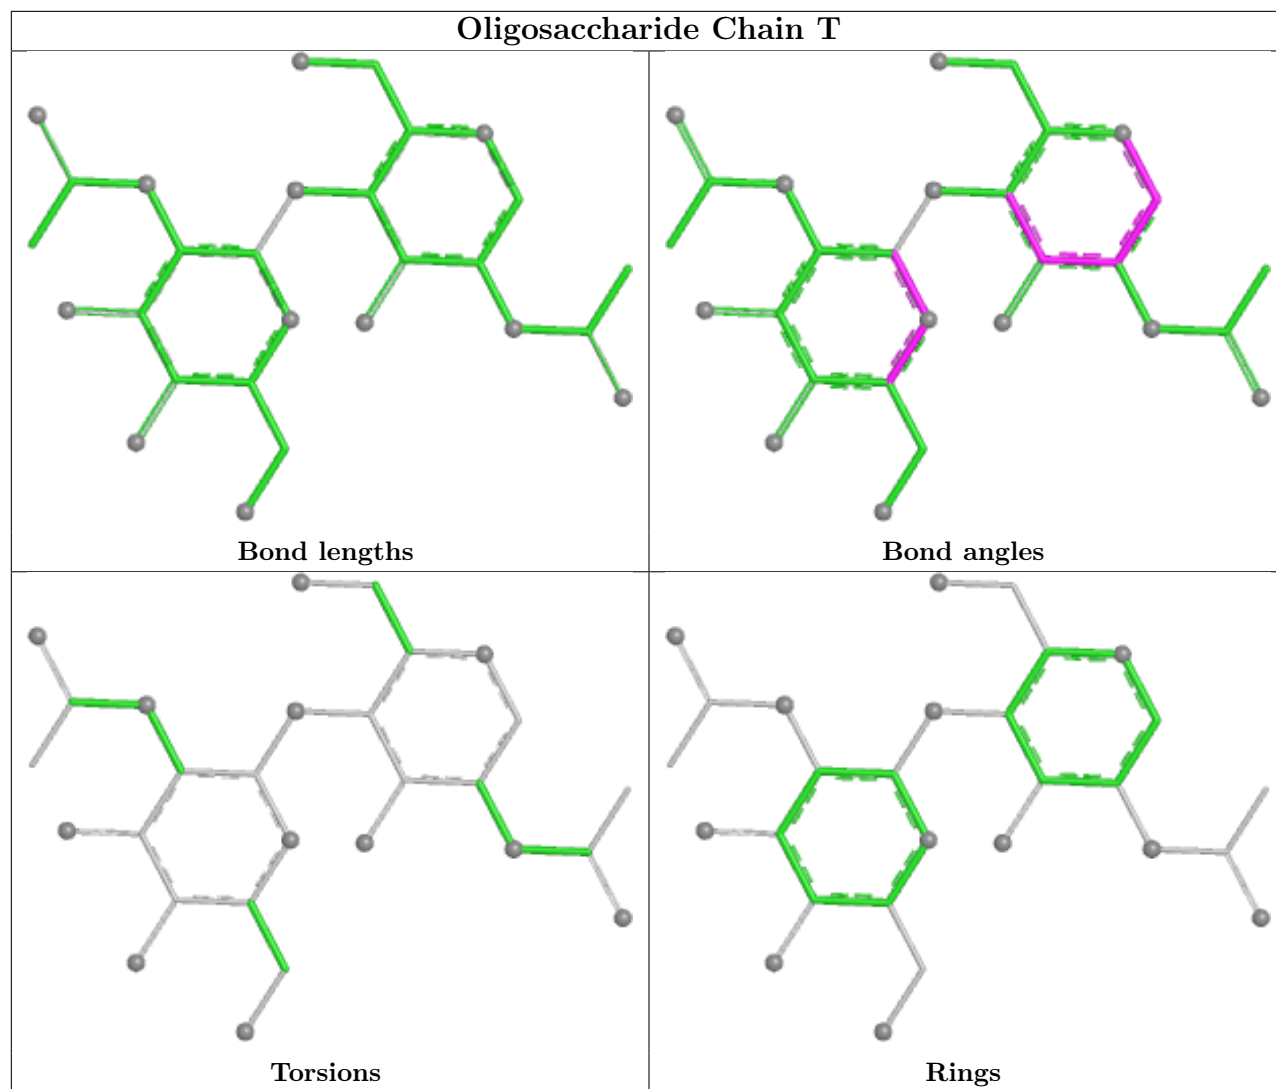 Oligosaccharide Chain T
Bond lengths
Bond angles
Torsions
Rings